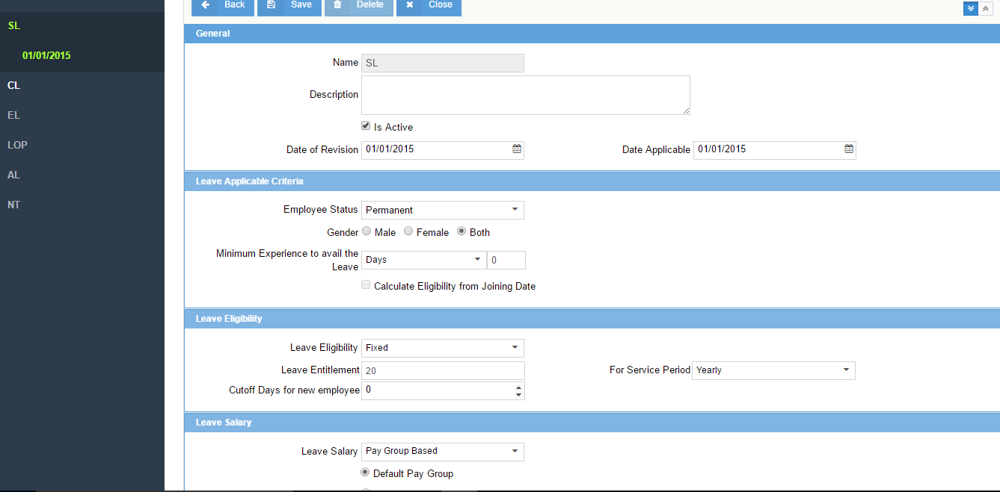 Back Save Delete Close
SL
01/01/2015
CL
EL
LOP
AL
NT
General
Name SL
Description
Is Active
Date of Revision 01/01/2015 Date Applicable 01/01/2015
Leave Applicable Criteria
Employee Status Permanent
Gender Male Female Both
Minimum Experience to avail the
Leave Days 0
Calculate Eligibility from Joining Date
Leave Eligibility
Leave Eligibility Fixed
Leave Entitlement 20 For Service Period Yearly
Cutoff Days for new employee 0
Leave Salary
Leave Salary Pay Group Based
Default Pay Group